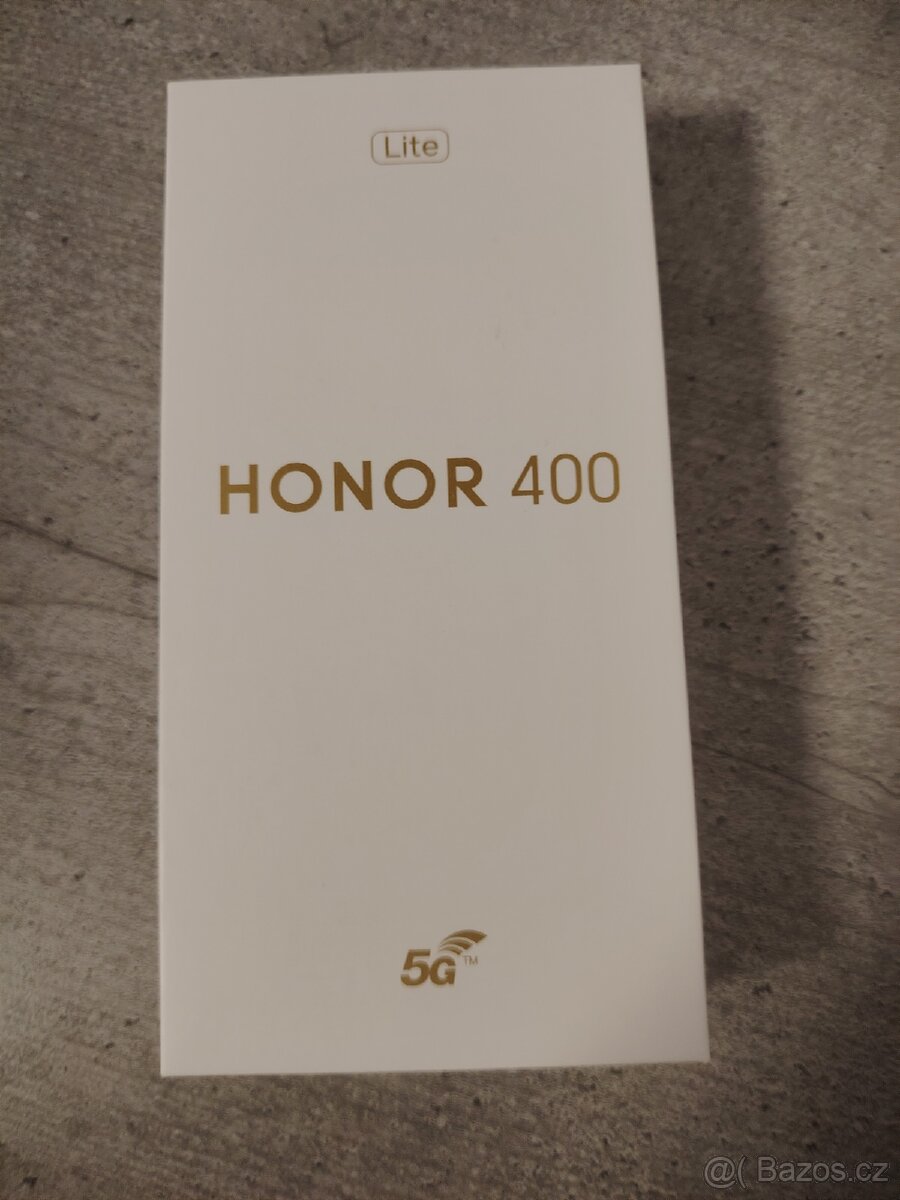 Lite
HONOR 400
5G™
@( Bazos.cz